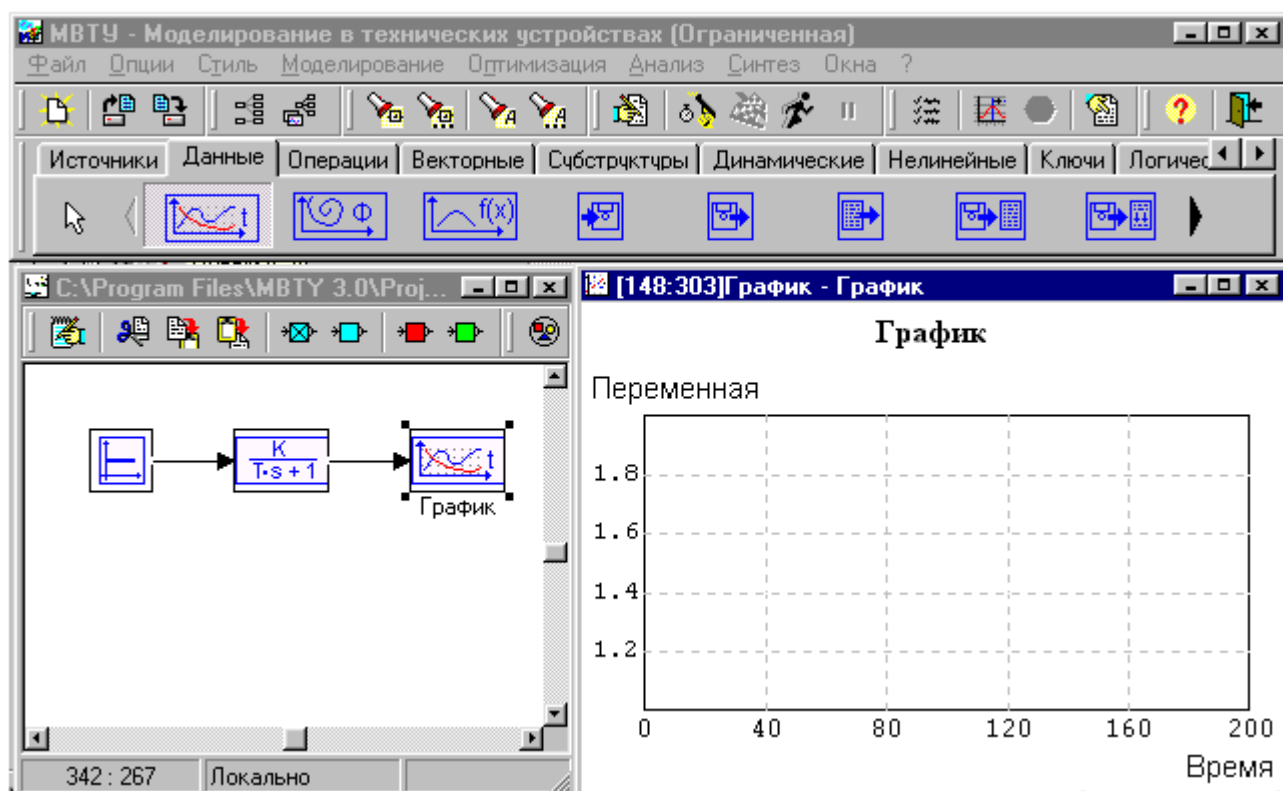 МВТУ - Моделирование в технических устройствах (Ограниченная)
Файл Опции Стиль Моделирование Оптимизация Анализ Синтез Окна ?
A A ?
Источники Данные Операции Векторные Субструктуры Динамические Нелинейные Ключи Логичес
t Ф f(x)
C:\Program Files\MBTY 3.0\Proj...
[148:303]График - График
График
Переменная
K
T·s + 1
t
График
1.8
1.6
1.4
1.2
0 40 80 120 160 200
Время
342 : 267 Локально